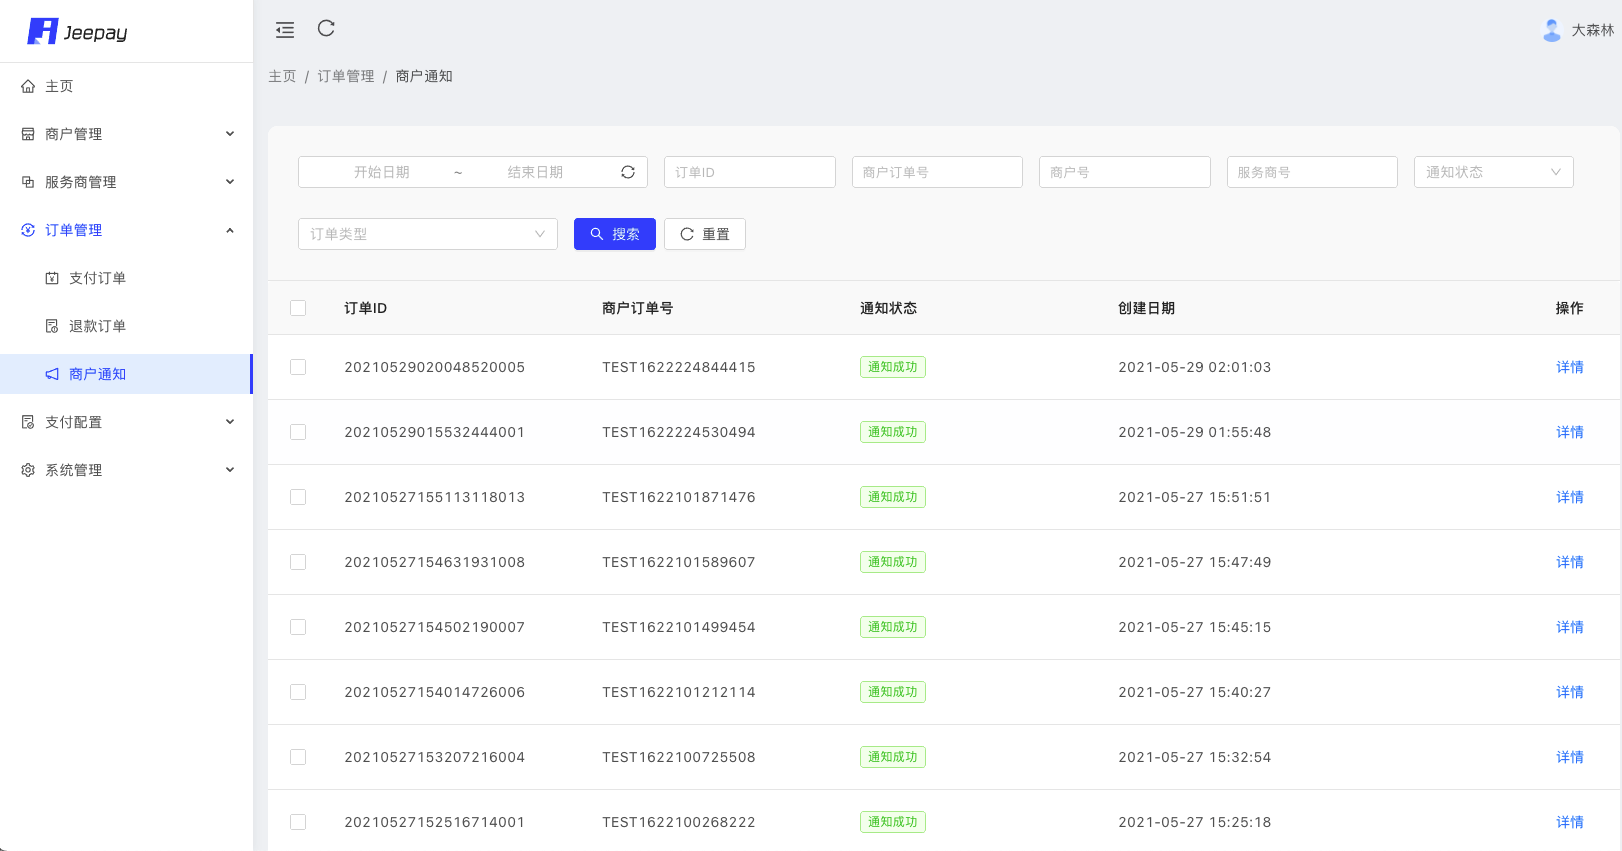 Jeepay
主页
商户管理
服务商管理
订单管理
支付订单
退款订单
商户通知
支付配置
系统管理
大森林
主页 / 订单管理 / 商户通知
开始日期 ~ 结束日期 订单ID 商户订单号 商户号 服务商号 通知状态
订单类型 搜索 重置
订单ID 商户订单号 通知状态 创建日期 操作
20210529020048520005 TEST1622224844415 通知成功 2021-05-29 02:01:03 详情
20210529015532444001 TEST1622224530494 通知成功 2021-05-29 01:55:48 详情
20210527155113118013 TEST1622101871476 通知成功 2021-05-27 15:51:51 详情
20210527154631931008 TEST1622101589607 通知成功 2021-05-27 15:47:49 详情
20210527154502190007 TEST1622101499454 通知成功 2021-05-27 15:45:15 详情
20210527154014726006 TEST1622101212114 通知成功 2021-05-27 15:40:27 详情
20210527153207216004 TEST1622100725508 通知成功 2021-05-27 15:32:54 详情
20210527152516714001 TEST1622100268222 通知成功 2021-05-27 15:25:18 详情